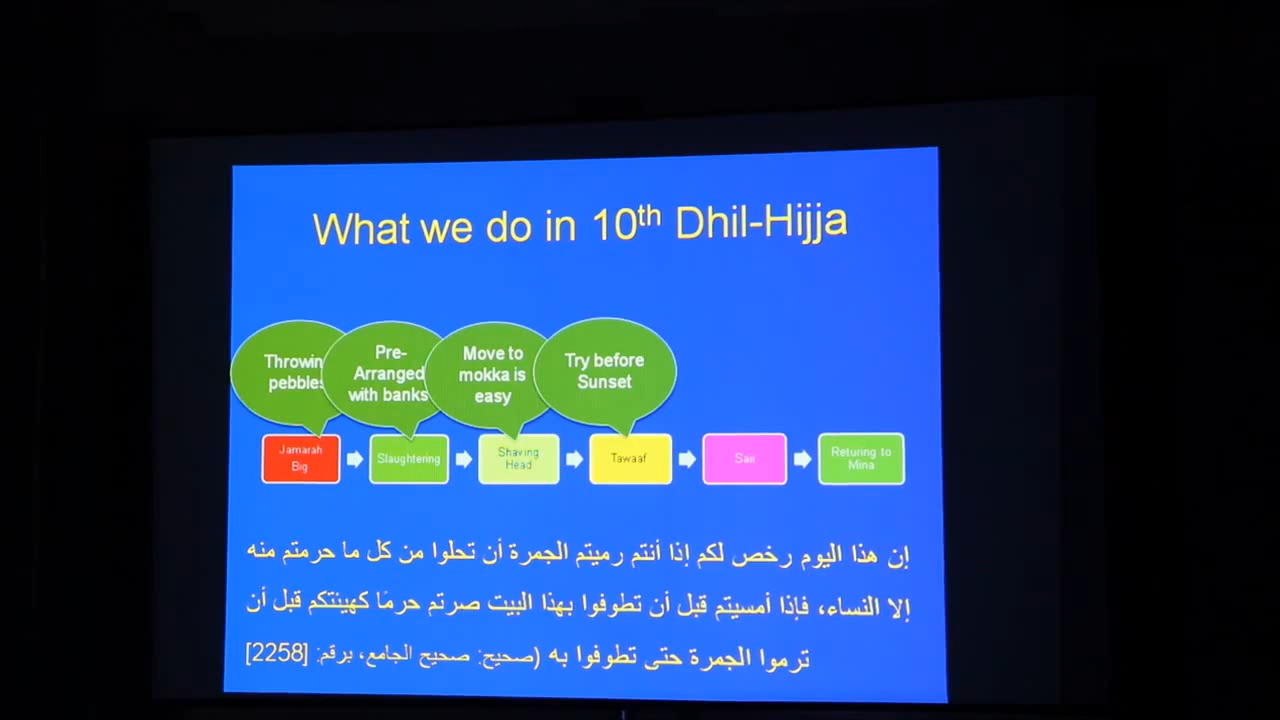 What we do in 10th Dhil-Hijja
Throwin
pebbles
Pre-
Arranged
with banks
Move to
mokka is
easy
Try before
Sunset
Jamarah
Big
Slaughtering
Shaving
Head
Tawaaf
Saii
Returing to
Mina
إن هذا اليوم رخص لكم إذا أنتم رميتم الجمرة أن تحلوا من كل ما حرمتم منه
إلا النساء، فإذا أمسيتم قبل أن تطوفوا بهذا البيت صرتم حرمًا كهيئتكم قبل أن
ترموا الجمرة حتى تطوفوا به (صحيح: صحيح الجامع، برقم: [2258]